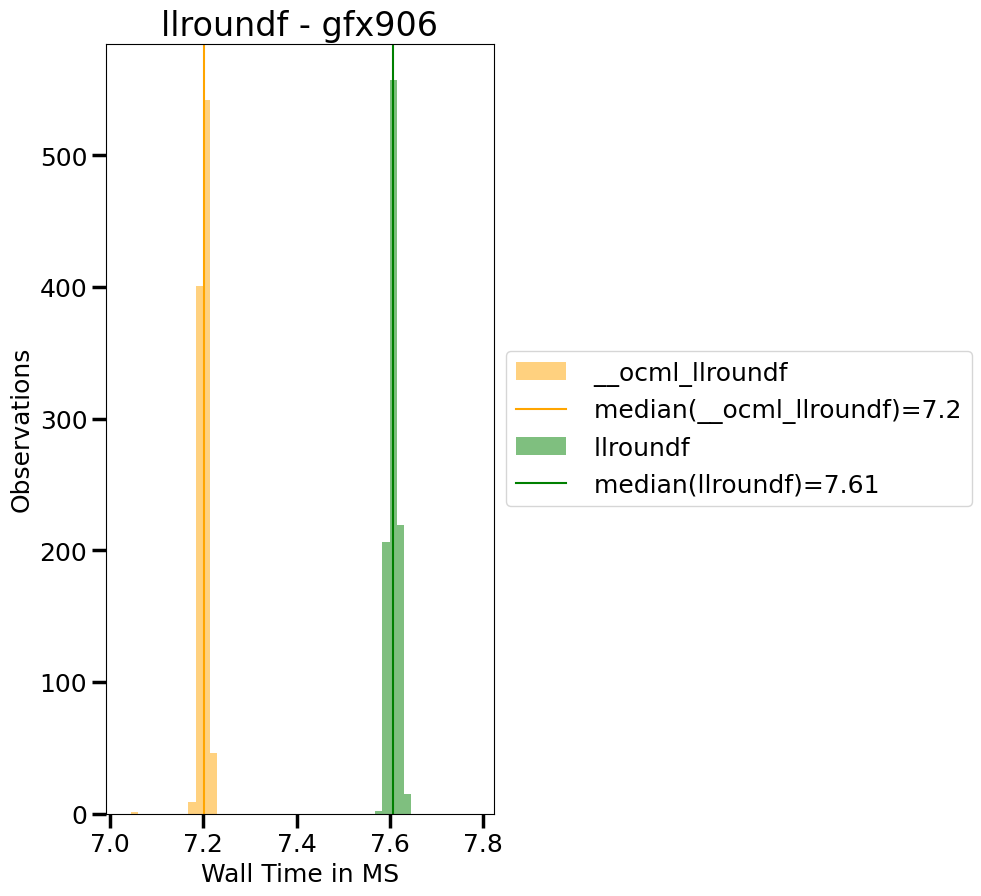 llroundf - gfx906
500
400
300
200
100
0
Observations
7.0 7.2 7.4 7.6 7.8
Wall Time in MS
__ocml_llroundf
median(__ocml_llroundf)=7.2
llroundf
median(llroundf)=7.61